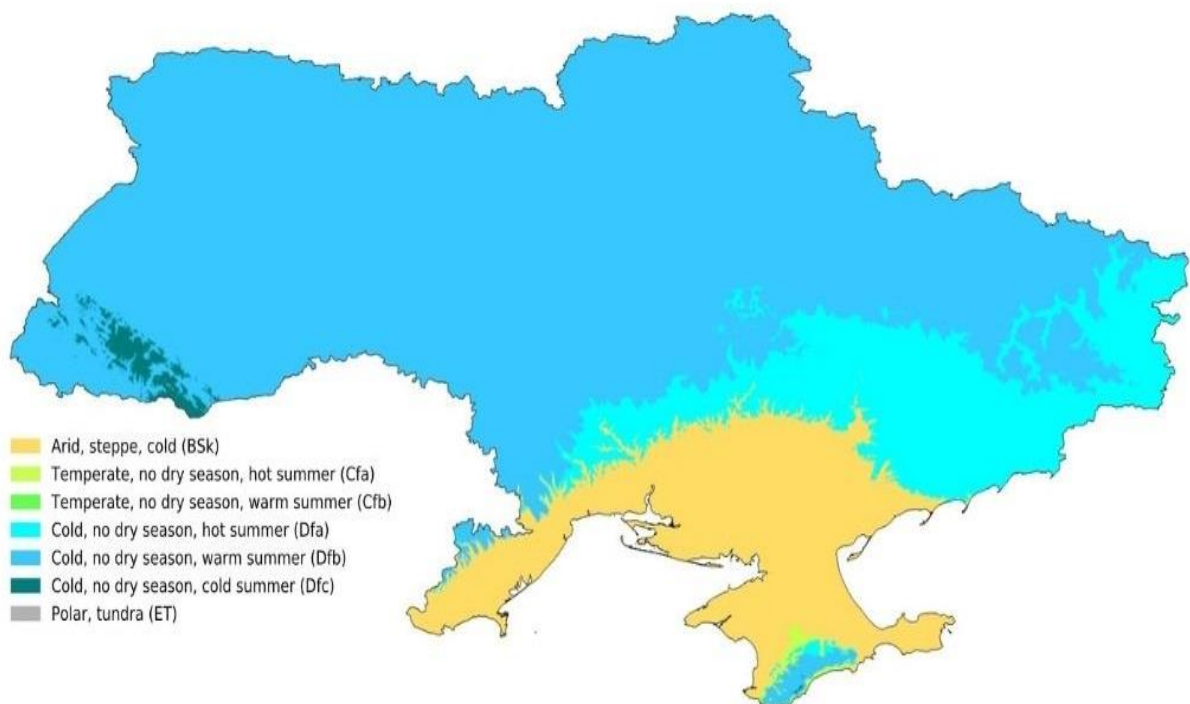 Arid, steppe, cold (BSk)
Temperate, no dry season, hot summer (Cfa)
Temperate, no dry season, warm summer (Cfb)
Cold, no dry season, hot summer (Dfa)
Cold, no dry season, warm summer (Dfb)
Cold, no dry season, cold summer (Dfc)
Polar, tundra (ET)